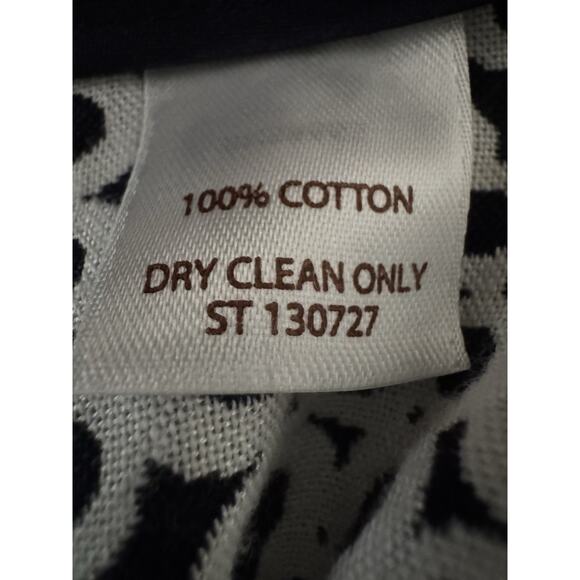 100% COTTON
DRY CLEAN ONLY
ST 130727